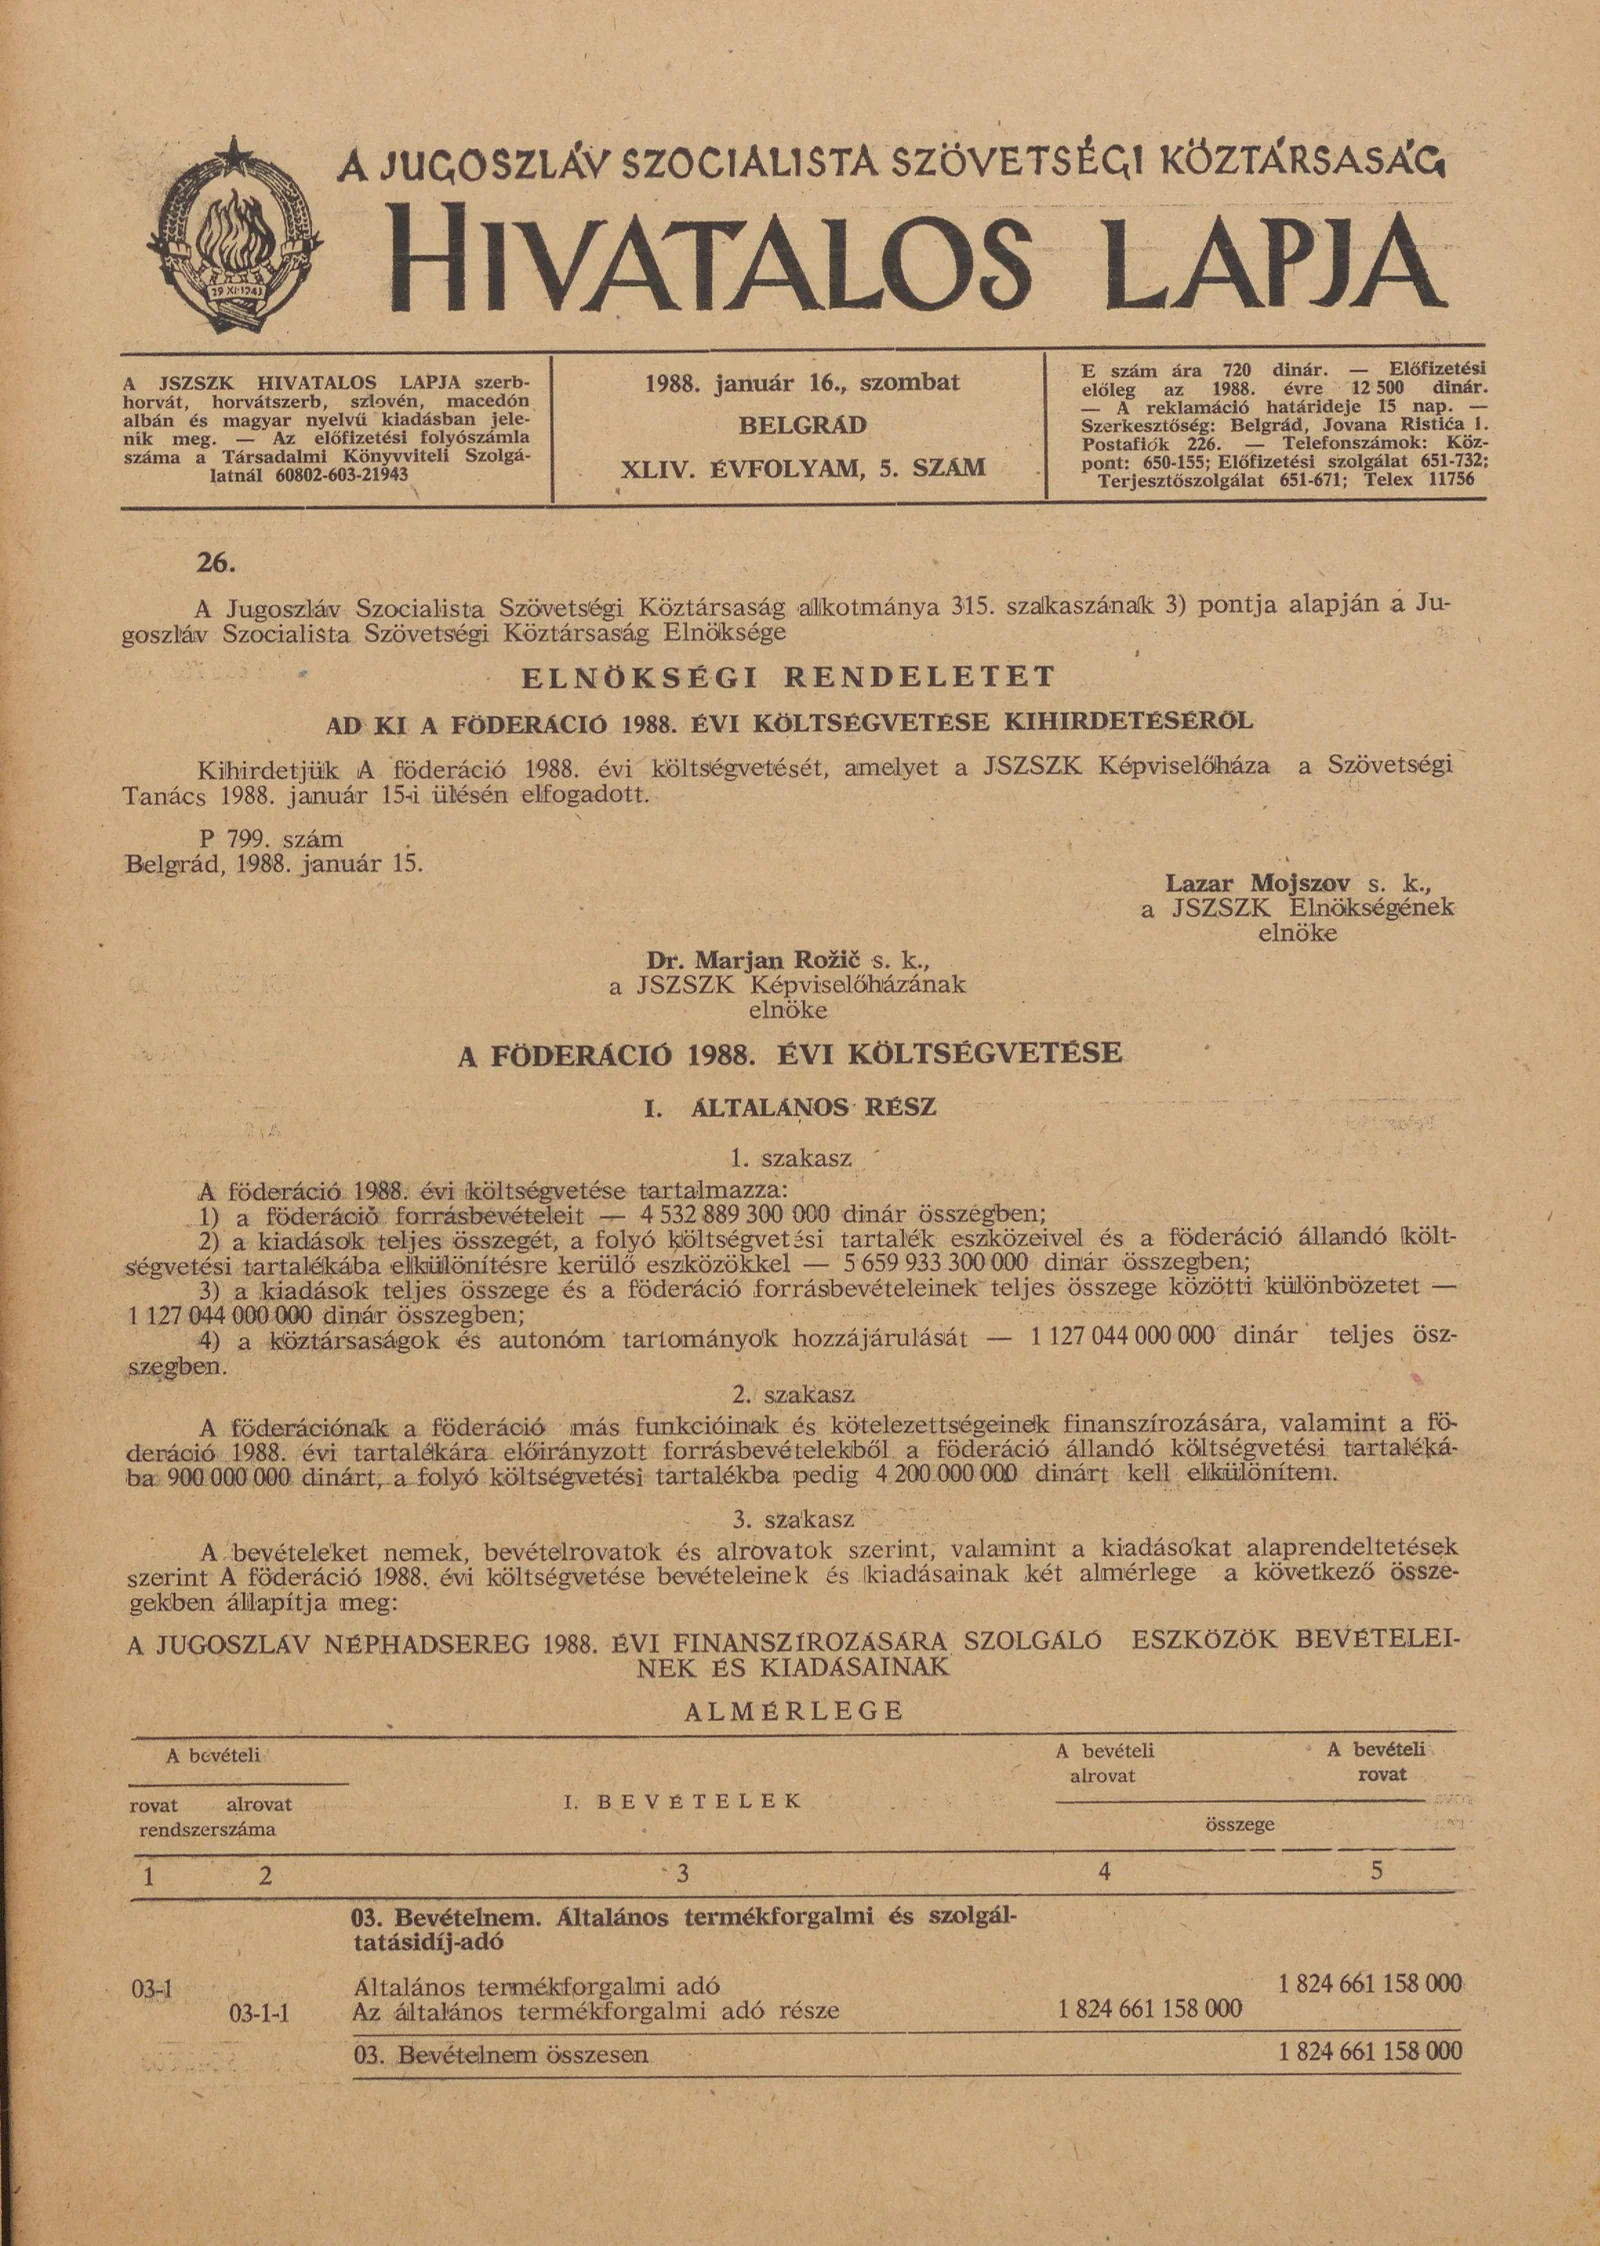 A JUGOSZLÁV SZOCIALISTA SZÖVETSÉGI KÖZTÁRSASÁG
HIVATALOS LAPJA
29·XI·1943
A JSZSZK HIVATALOS LAPJA szerb-
horvát, horvátszerb, szlovén, macedón
albán és magyar nyelvű kiadásban jele-
nik meg. — Az előfizetési folyószámla
száma a Társadalmi Könyvviteli Szolgá-
latnál 60802-603-21943
1988. január 16., szombat
BELGRÁD
XLIV. ÉVFOLYAM, 5. SZÁM
E szám ára 720 dinár. — Előfizetési
előleg az 1988. évre 12 500 dinár.
— A reklamáció határideje 15 nap. —
Szerkesztőség: Belgrád, Jovana Ristića 1.
Postafiók 226. — Telefonszámok: Köz-
pont: 650-155; Előfizetési szolgálat 651-732;
Terjesztőszolgálat 651-671; Telex 11756
26.
A Jugoszláv Szocialista Szövetségi Köztársaság alkotmánya 315. szakaszának 3) pontja alapján a Ju-
goszláv Szocialista Szövetségi Köztársaság Elnöksége
ELNÖKSÉGI RENDELETET
AD KI A FÖDERÁCIÓ 1988. ÉVI KÖLTSÉGVETÉSE KIHIRDETÉSÉRŐL
Kihirdetjük A föderáció 1988. évi költségvetését, amelyet a JSZSZK Képviselőháza a Szövetségi
Tanács 1988. január 15-i ülésén elfogadott.
P 799. szám
Belgrád, 1988. január 15.
Lazar Mojszov s. k.,
a JSZSZK Elnökségének
elnöke
Dr. Marjan Rožič s. k.,
a JSZSZK Képviselőházának
elnöke
A FÖDERÁCIÓ 1988. ÉVI KÖLTSÉGVETÉSE
I. ÁLTALÁNOS RÉSZ
1. szakasz
A föderáció 1988. évi költségvetése tartalmazza:
1) a föderáció forrásbevételeit — 4 532 889 300 000 dinár összegben;
2) a kiadások teljes összegét, a folyó költségvetési tartalék eszközeivel és a föderáció állandó költ-
ségvetési tartalékába elkülönítésre kerülő eszközökkel — 5 659 933 300 000 dinár összegben;
3) a kiadások teljes összege és a föderáció forrásbevételeinek teljes összege közötti különbözetet —
1 127 044 000 000 dinár összegben;
4) a köztársaságok és autonóm tartományok hozzájárulását — 1 127 044 000 000 dinár teljes ösz-
szegben.
2. szakasz
A föderációnak a föderáció más funkcióinak és kötelezettségeinek finanszírozására, valamint a fö-
deráció 1988. évi tartalékára előirányzott forrásbevételekből a föderáció állandó költségvetési tartaléká-
ba 900 000 000 dinárt, a folyó költségvetési tartalékba pedig 4 200 000 000 dinárt kell elkülöníteni.
3. szakasz
A bevételeket nemek, bevételrovatok és alrovatok szerint, valamint a kiadásokat alaprendeltetések
szerint A föderáció 1988. évi költségvetése bevételeinek és kiadásainak két almérlege a következő össze-
gekben állapítja meg:
A JUGOSZLÁV NÉPHADSEREG 1988. ÉVI FINANSZÍROZÁSÁRA SZOLGÁLÓ ESZKÖZÖK BEVÉTELEI-
NEK ÉS KIADÁSAINAK
ALMÉRLEGE
A bevételi
rovat alrovat
rendszerszáma
I. BEVÉTELEK
A bevételi
alrovat
A bevételi
rovat
összege
1 2 3 4 5
03. Bevételnem. Általános termékforgalmi és szolgál-
tatásidíj-adó
03-1 Általános termékforgalmi adó 1 824 661 158 000
03-1-1 Az általános termékforgalmi adó része 1 824 661 158 000
03. Bevételnem összesen 1 824 661 158 000